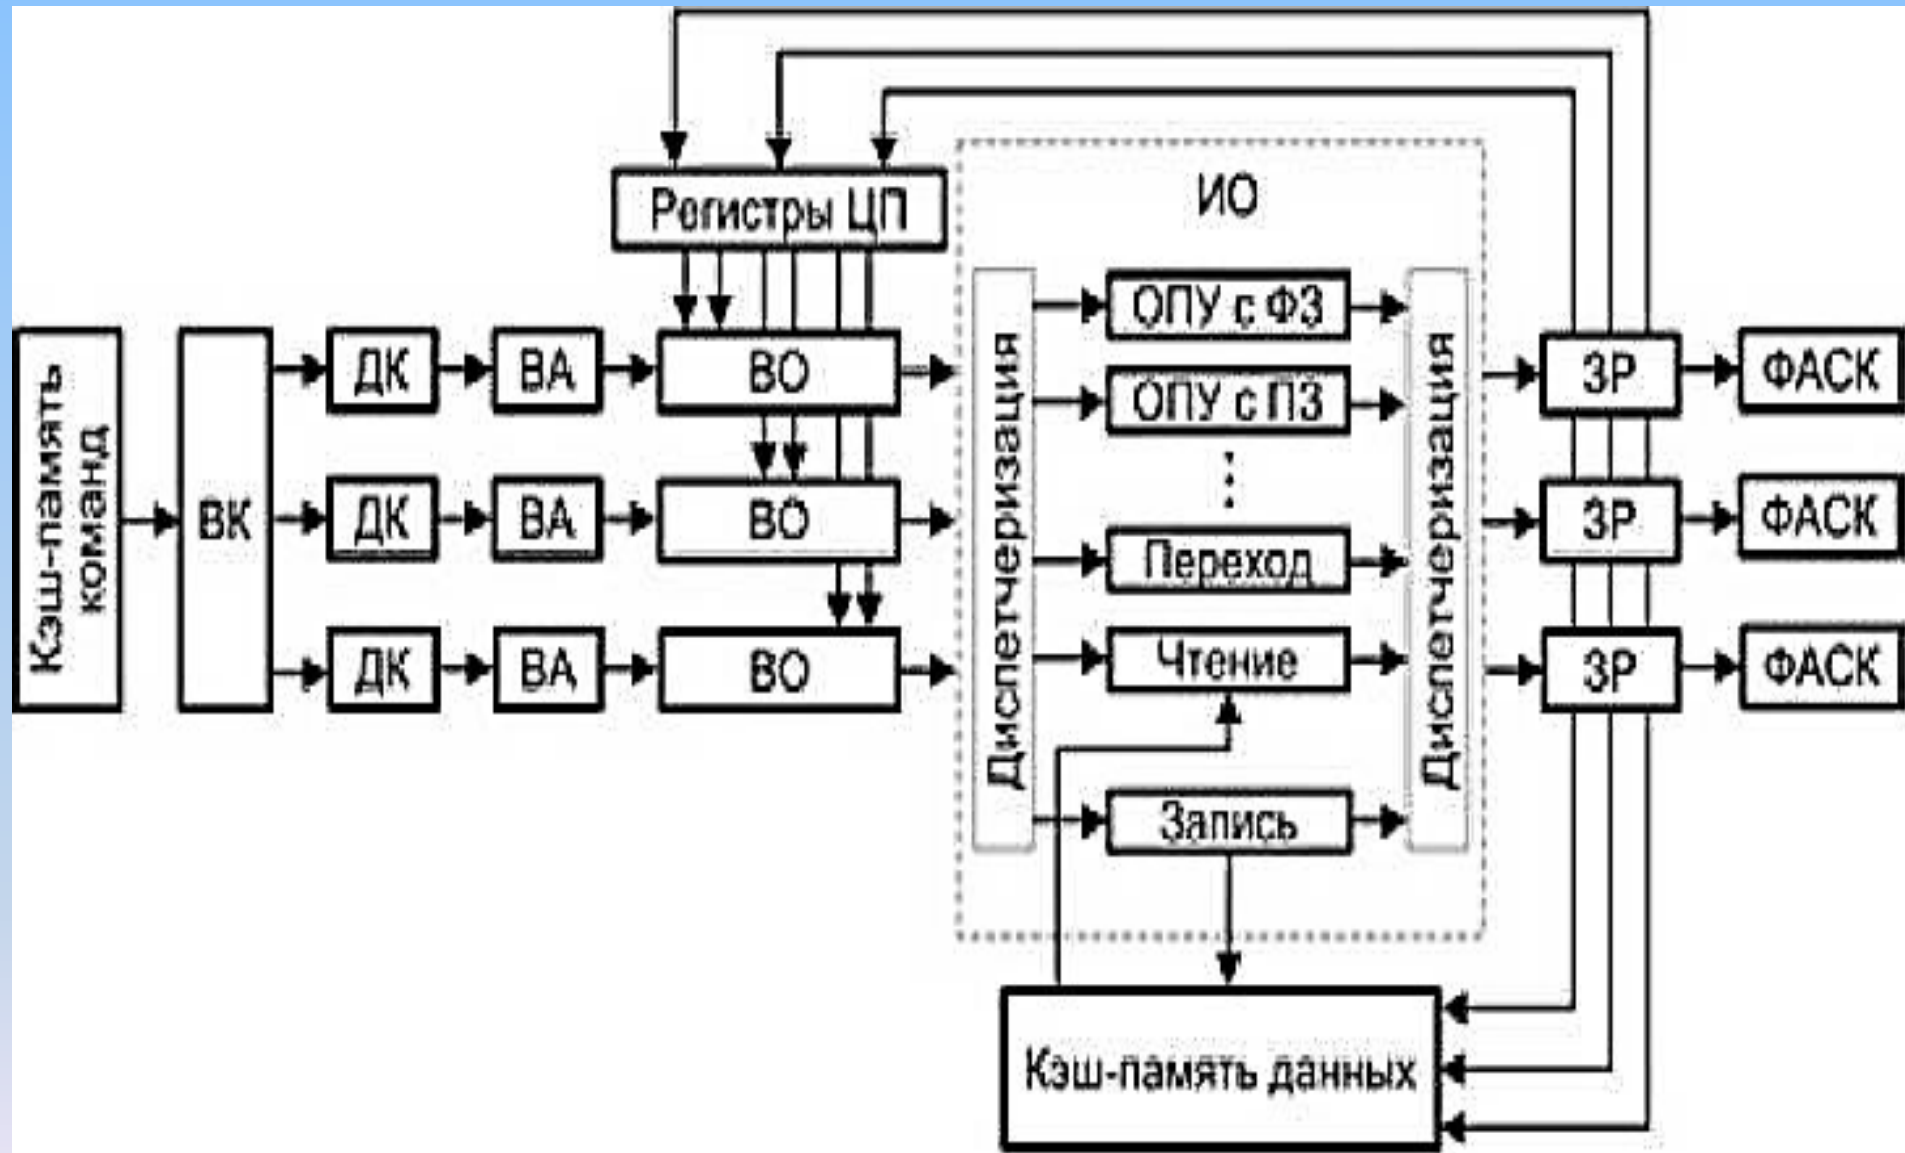 Регистры ЦП
ИО
Кэш-память
команд
ВК
ДК
ВА
ВО
ДК
ВА
ВО
ДК
ВА
ВО
Диспетчеризация
ОПУ с ФЗ
ОПУ с ПЗ
Переход
Чтение
Запись
Диспетчеризация
ЗР
ФАСК
ЗР
ФАСК
ЗР
ФАСК
Кэш-память данных